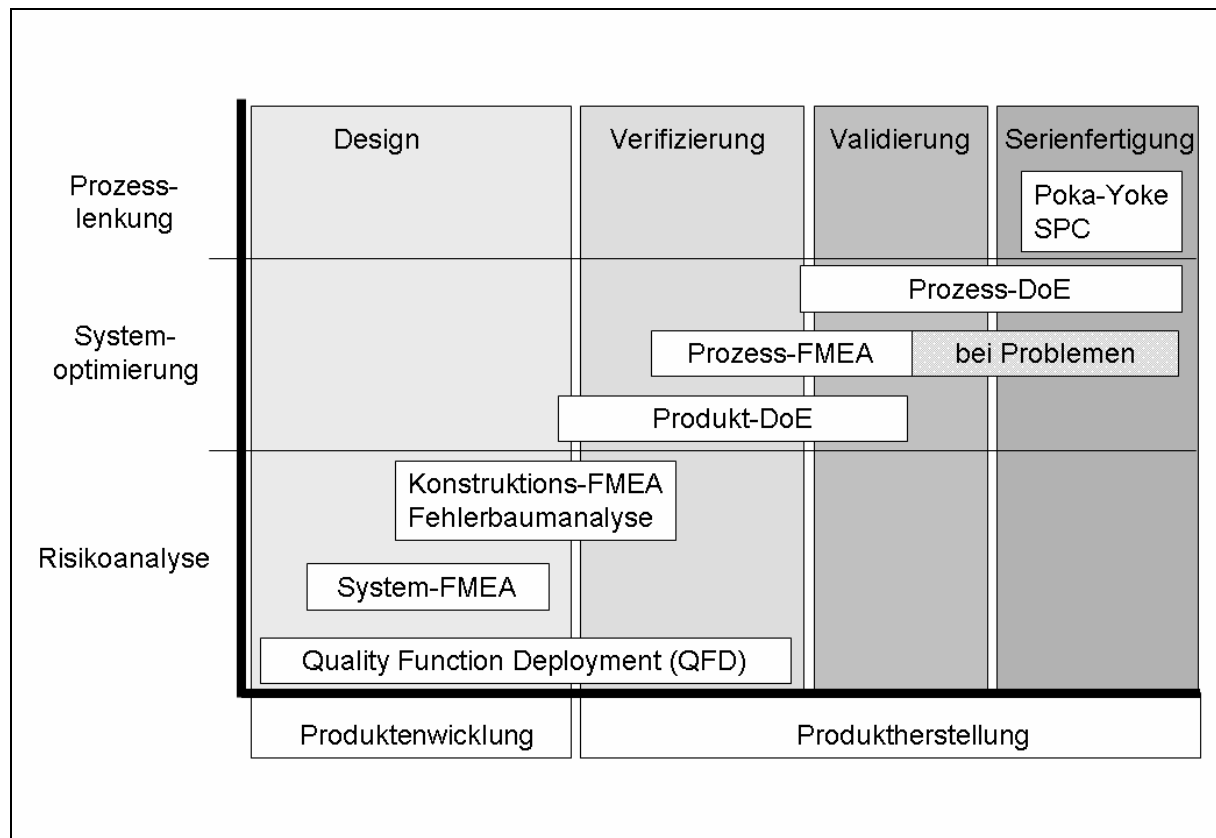 Design
Verifizierung
Validierung
Serienfertigung
Prozess-
lenkung
Poka-Yoke
SPC
System-
optimierung
Prozess-DoE
Prozess-FMEA
bei Problemen
Produkt-DoE
Risikoanalyse
Konstruktions-FMEA
Fehlerbaumanalyse
System-FMEA
Quality Function Deployment (QFD)
Produktenwicklung
Produktherstellung